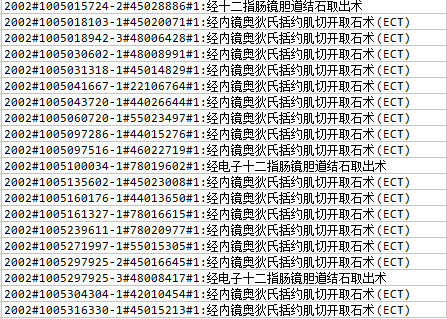 2002#1005015724-2#45028886#1:经十二指肠镜胆道结石取出术
2002#1005018103-1#45020071#1:经内镜奥狄氏括约肌切开取石术(ECT)
2002#1005018942-3#48006428#1:经内镜奥狄氏括约肌切开取石术(ECT)
2002#1005030602-1#48008991#1:经内镜奥狄氏括约肌切开取石术(ECT)
2002#1005031318-1#45014829#1:经内镜奥狄氏括约肌切开取石术(ECT)
2002#1005041667-1#22106764#1:经内镜奥狄氏括约肌切开取石术(ECT)
2002#1005043720-1#44026644#1:经内镜奥狄氏括约肌切开取石术(ECT)
2002#1005060720-1#55023497#1:经内镜奥狄氏括约肌切开取石术(ECT)
2002#1005097286-1#44015276#1:经内镜奥狄氏括约肌切开取石术(ECT)
2002#1005097516-1#46022719#1:经内镜奥狄氏括约肌切开取石术(ECT)
2002#1005100034-1#78019602#1:经电子十二指肠镜胆道结石取出术
2002#1005135602-1#45023008#1:经内镜奥狄氏括约肌切开取石术(ECT)
2002#1005160176-1#44013650#1:经内镜奥狄氏括约肌切开取石术(ECT)
2002#1005161327-1#78016615#1:经内镜奥狄氏括约肌切开取石术(ECT)
2002#1005239611-1#78020977#1:经内镜奥狄氏括约肌切开取石术(ECT)
2002#1005271997-1#55015305#1:经内镜奥狄氏括约肌切开取石术(ECT)
2002#1005297925-2#45016645#1:经内镜奥狄氏括约肌切开取石术(ECT)
2002#1005297925-3#48008417#1:经电子十二指肠镜胆道结石取出术
2002#1005304304-1#42010454#1:经内镜奥狄氏括约肌切开取石术(ECT)
2002#1005316330-1#45015213#1:经内镜奥狄氏括约肌切开取石术(ECT)